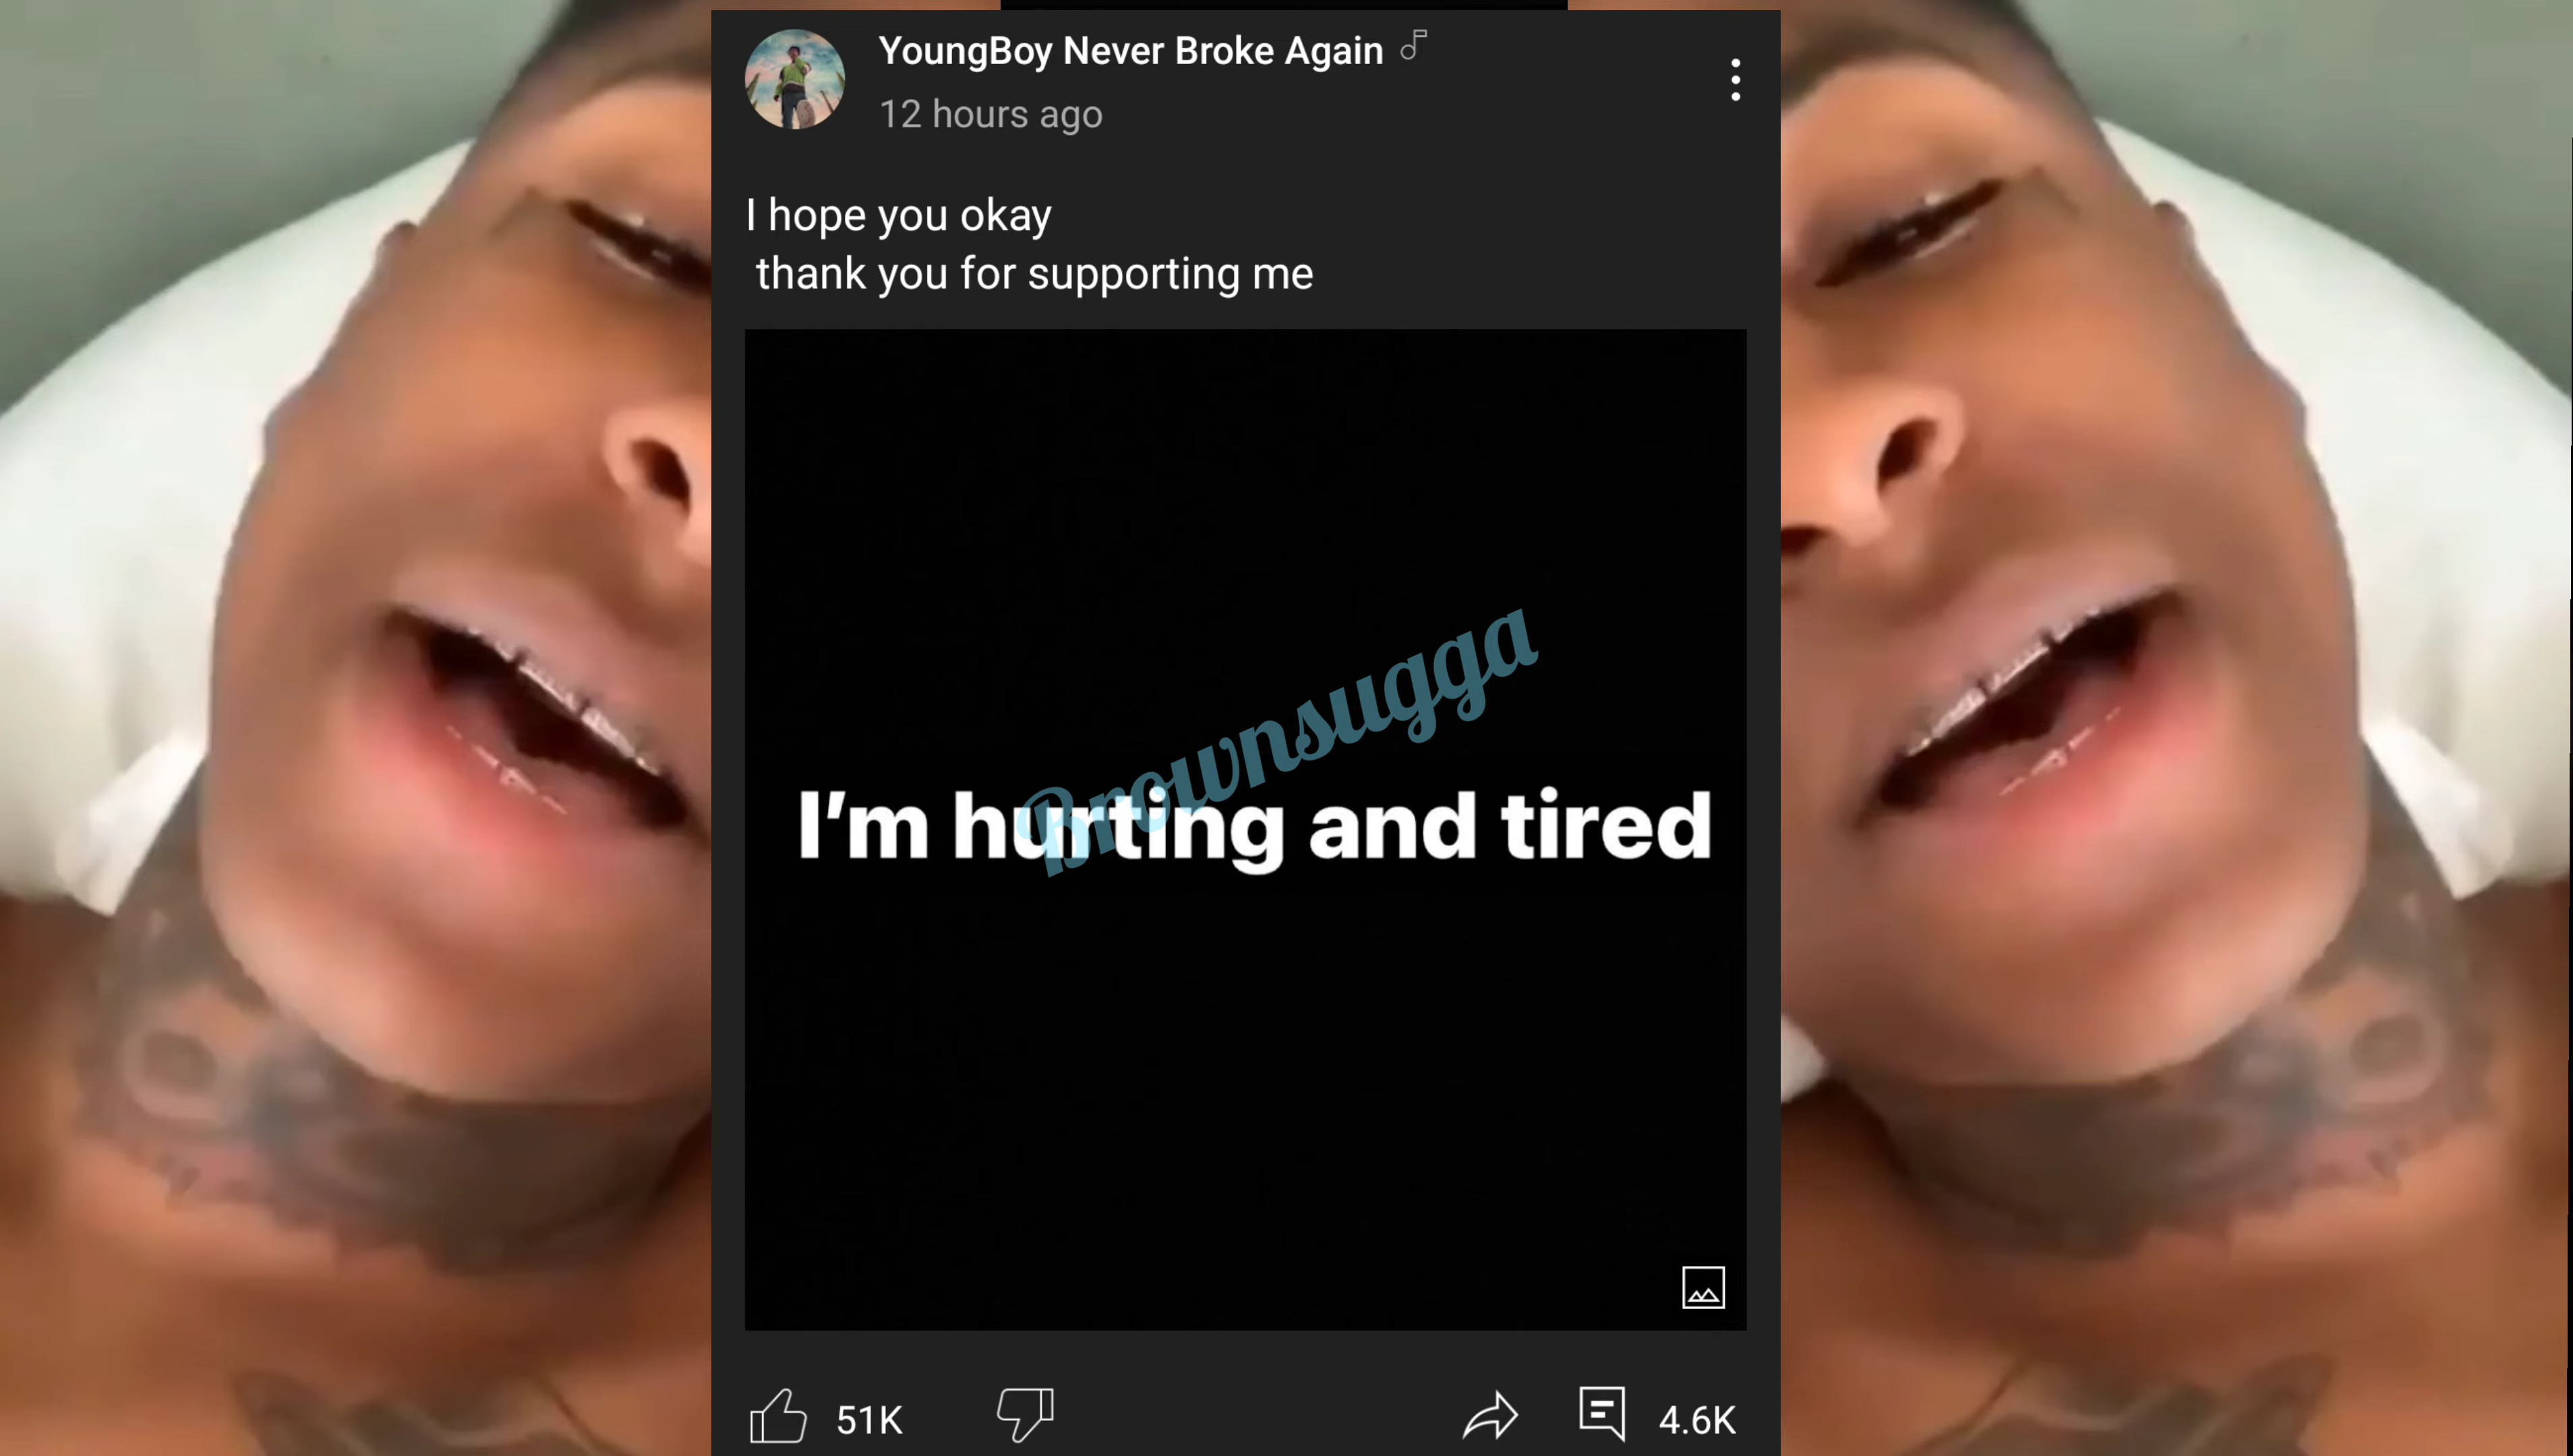 YoungBoy Never Broke Again
12 hours ago
I hope you okay
thank you for supporting me
Brownsugga
I’m hurting and tired
51K
4.6K